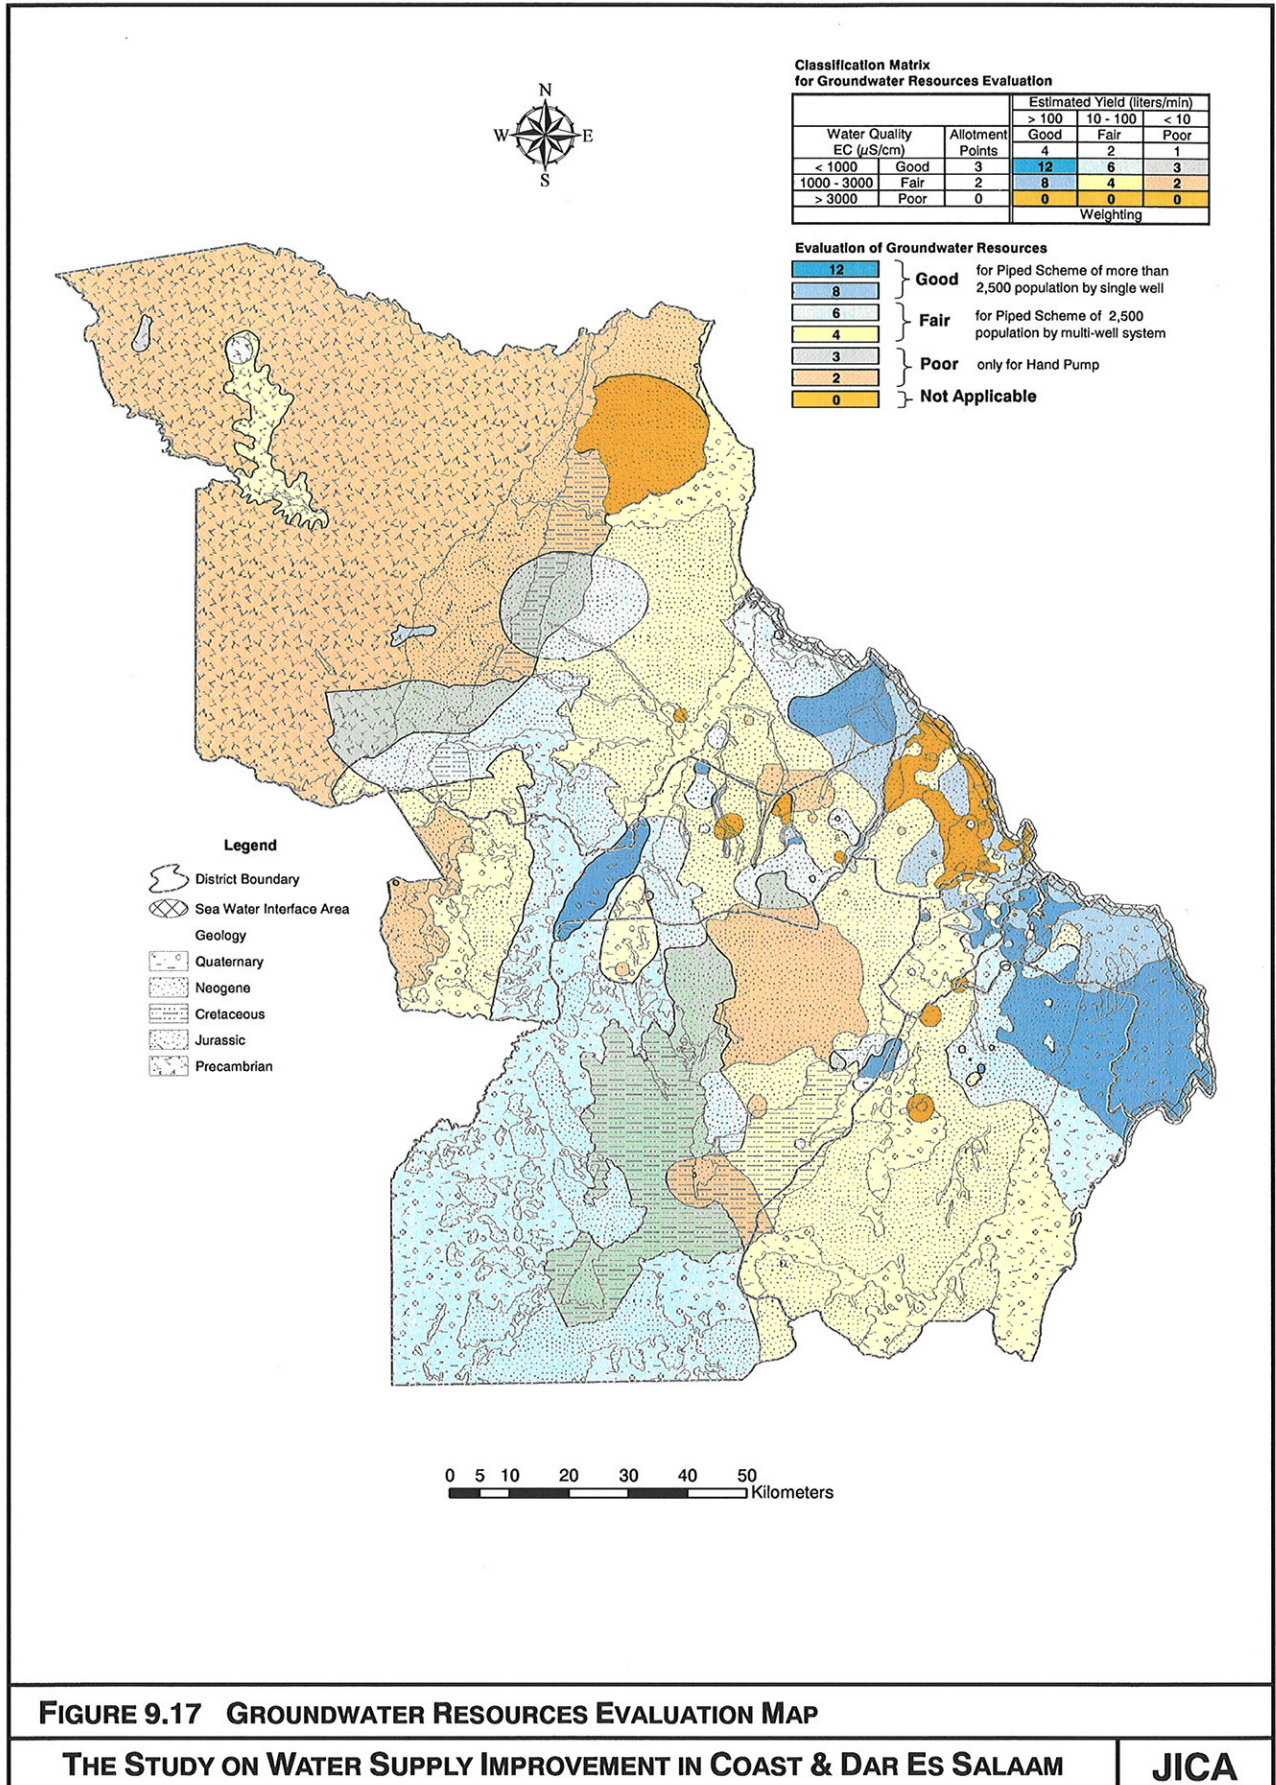 Classification Matrix
for Groundwater Resources Evaluation
Estimated Yield (liters/min)
> 100 10 - 100 < 10
Water Quality Allotment Good Fair Poor
EC (µS/cm) Points 4 2 1
< 1000 Good 3 12 6 3
1000 - 3000 Fair 2 8 4 2
> 3000 Poor 0 0 0 0
Weighting
Evaluation of Groundwater Resources
12
8
Good for Piped Scheme of more than
2,500 population by single well
6
4
Fair for Piped Scheme of 2,500
population by multi-well system
3
2
Poor only for Hand Pump
0 Not Applicable
N
W E
S
Legend
District Boundary
Sea Water Interface Area
Geology
Quaternary
Neogene
Cretaceous
Jurassic
Precambrian
0 5 10 20 30 40 50
Kilometers
FIGURE 9.17 GROUNDWATER RESOURCES EVALUATION MAP
THE STUDY ON WATER SUPPLY IMPROVEMENT IN COAST & DAR ES SALAAM JICA